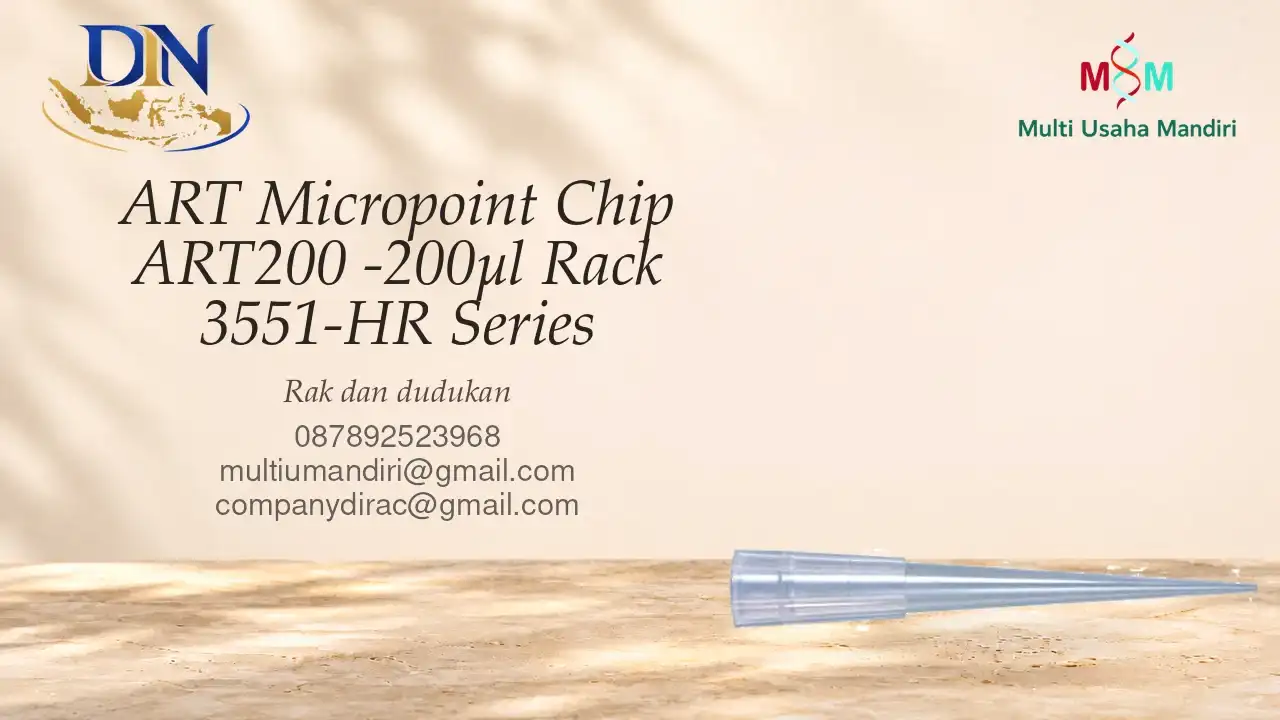 DIN
M M
Multi Usaha Mandiri
ART Micropoint Chip
ART200 -200µl Rack
3551-HR Series
Rak dan dudukan
087892523968
multiumandiri@gmail.com
companydirac@gmail.com